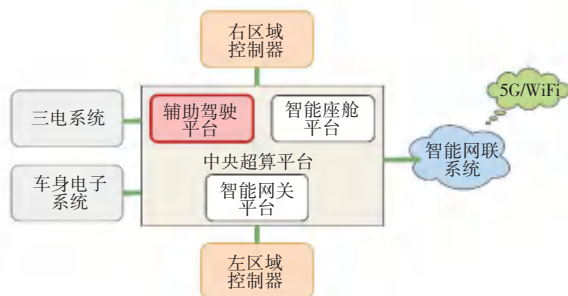 右区域
控制器
5G/WiFi
三电系统
辅助驾驶
平台
智能座舱
平台
中央超算平台
智能网联
系统
车身电子
系统
智能网关
平台
左区域
控制器